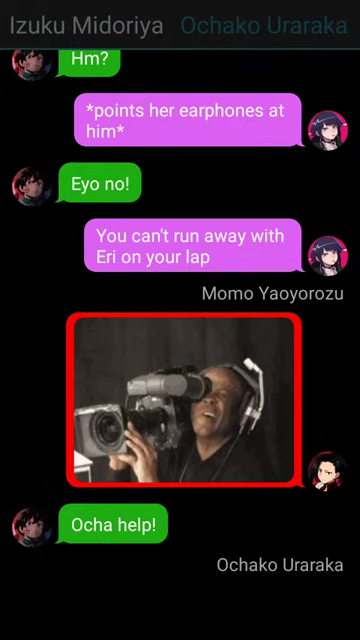 Izuku Midoriya Ochako Uraraka
Hm?
*points her earphones at
him*
Eyo no!
You can't run away with
Eri on your lap
Momo Yaoyorozu
Ocha help!
Ochako Uraraka